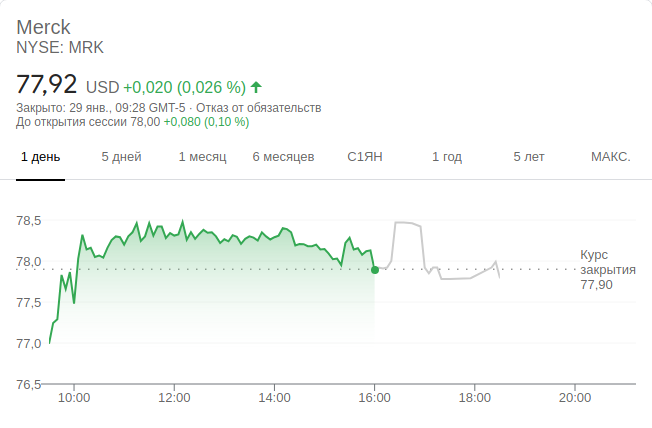 Merck
NYSE: MRK
77,92 USD +0,020 (0,026 %)
Закрыто: 29 янв., 09:28 GMT-5 · Отказ от обязательств
До открытия сессии 78,00 +0,080 (0,10 %)
1 день 5 дней 1 месяц 6 месяцев С1ЯН 1 год 5 лет МАКС.
78,5
78,0
77,5
77,0
76,5
Курс
закрытия
77,90
10:00 12:00 14:00 16:00 18:00 20:00